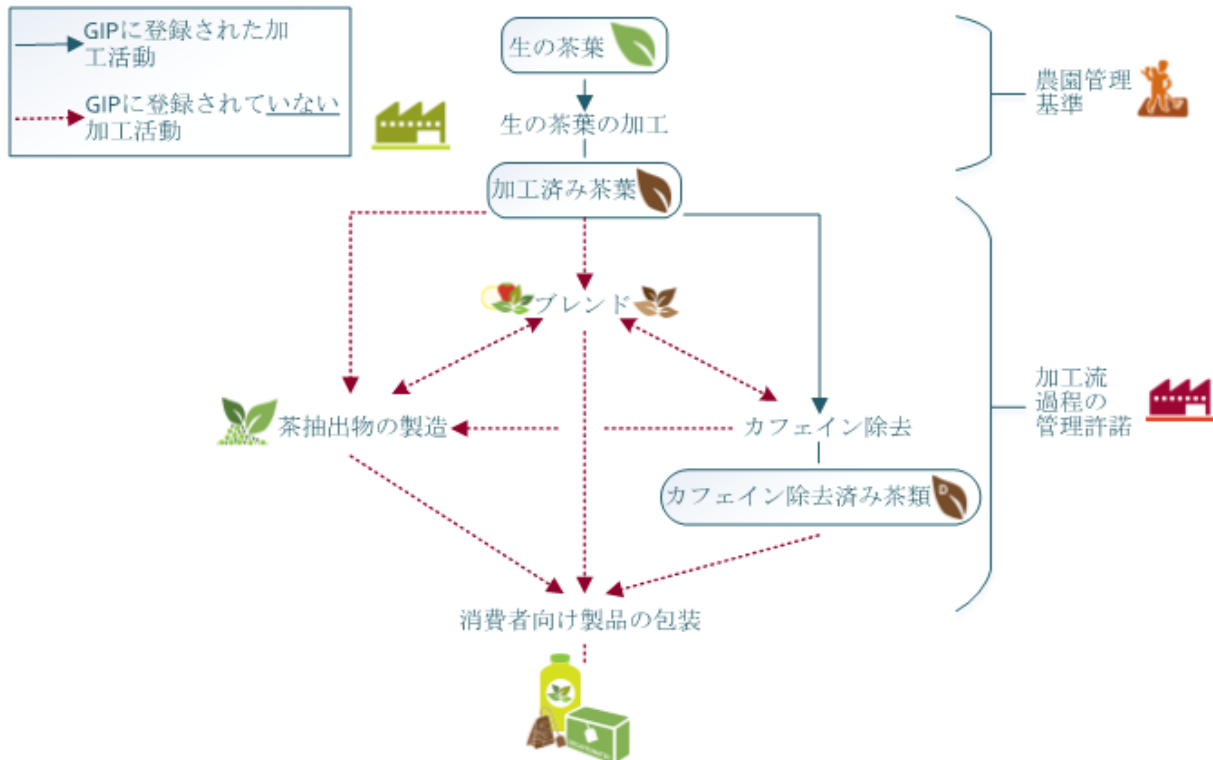 GIPに登録された加
工活動
GIPに登録されていない
加工活動
生の茶葉
生の茶葉の加工
農園管理
基準
加工済み茶葉
ブレンド
加工流
過程の
管理許諾
茶抽出物の製造
カフェイン除去
カフェイン除去済み茶類
D
消費者向け製品の包装